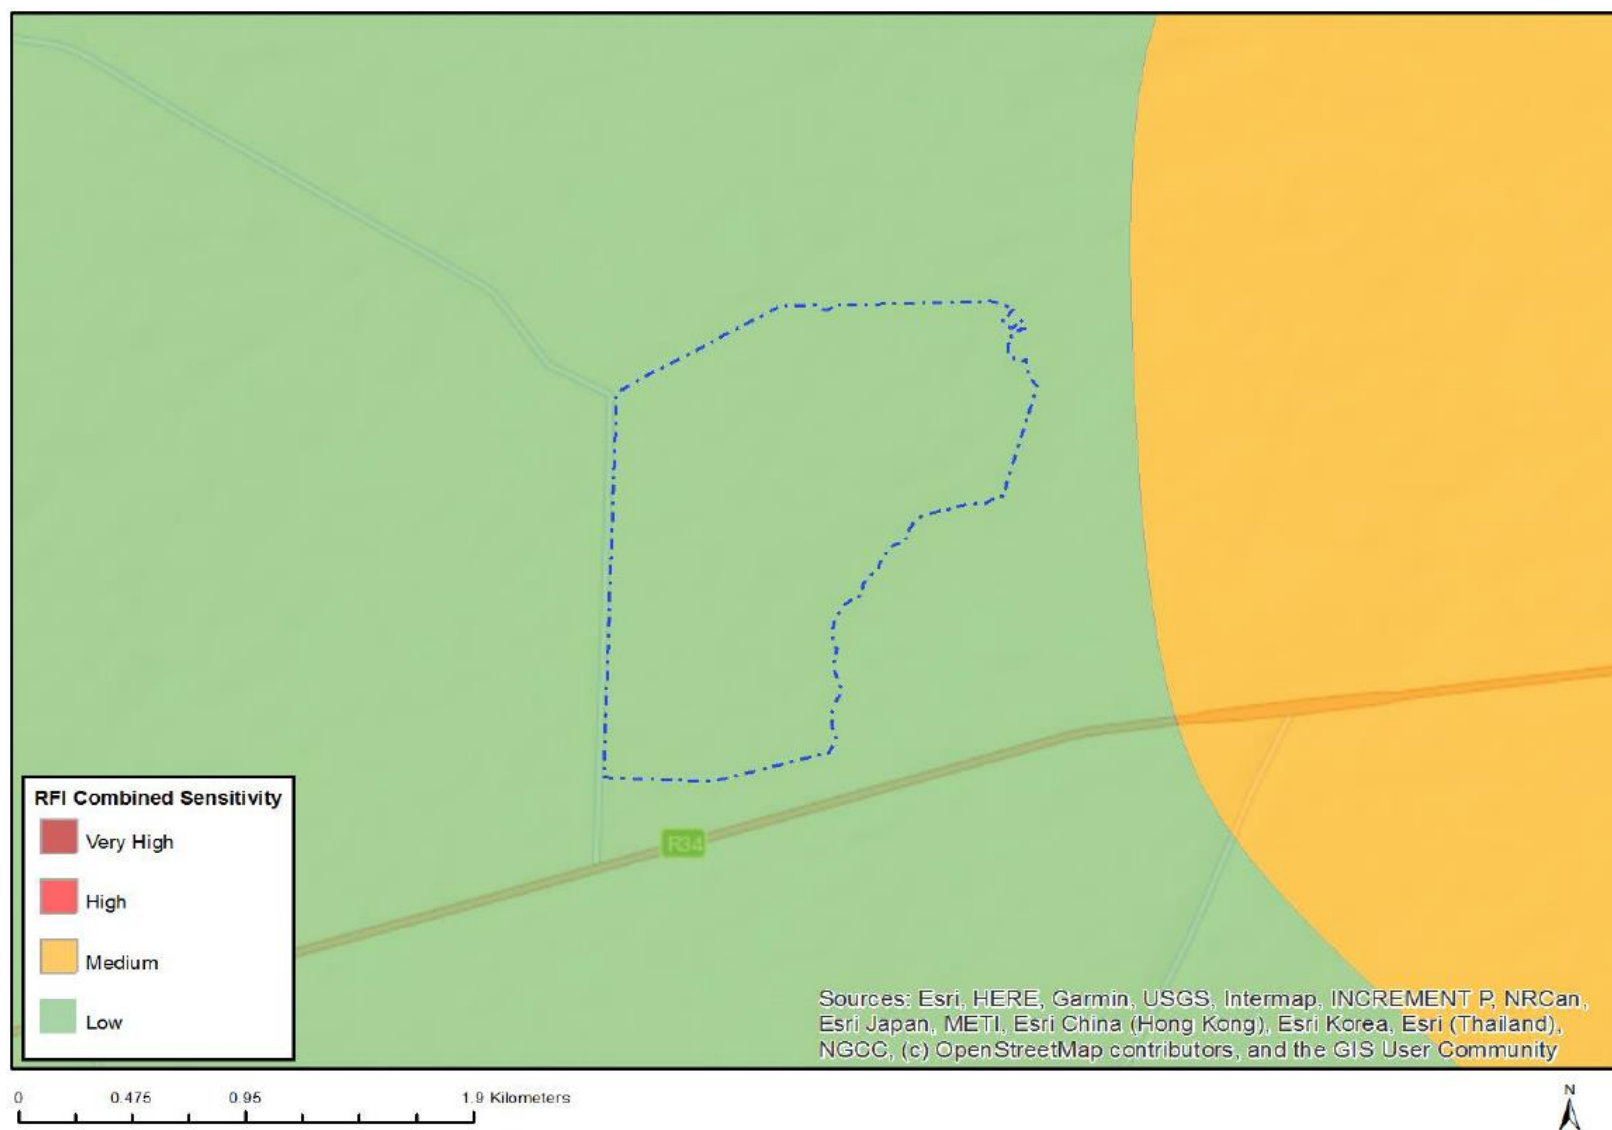 R34
RFI Combined Sensitivity
Very High
High
Medium
Low
Sources: Esri, HERE, Garmin, USGS, Intermap, INCREMENT P, NRCan,
Esri Japan, METI, Esri China (Hong Kong), Esri Korea, Esri (Thailand),
NGCC, (c) OpenStreetMap contributors, and the GIS User Community
0 0.475 0.95 1.9 Kilometers
N